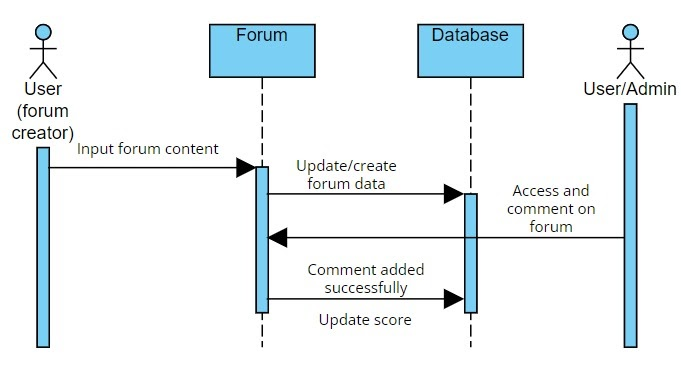 Forum
Database
User
(forum
creator)
User/Admin
Input forum content
Update/create
forum data
Access and
comment on
forum
Comment added
successfully
Update score